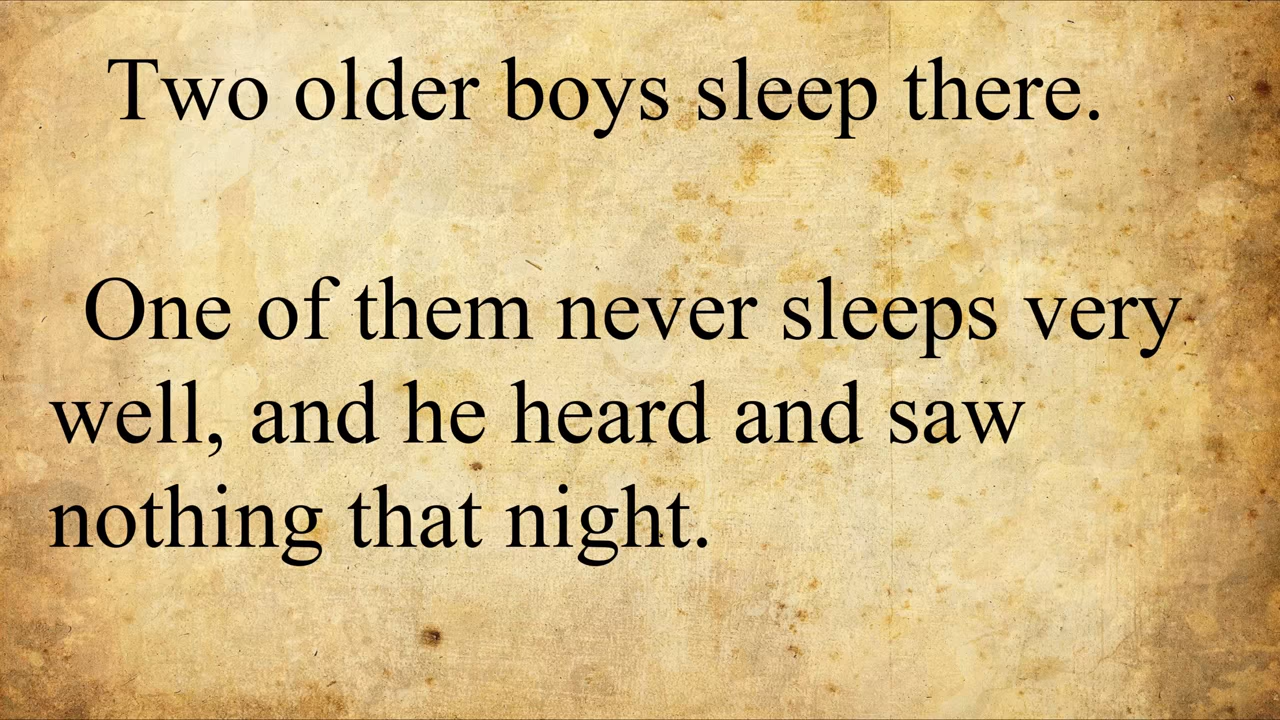 Two older boys sleep there.
One of them never sleeps very
well, and he heard and saw
nothing that night.